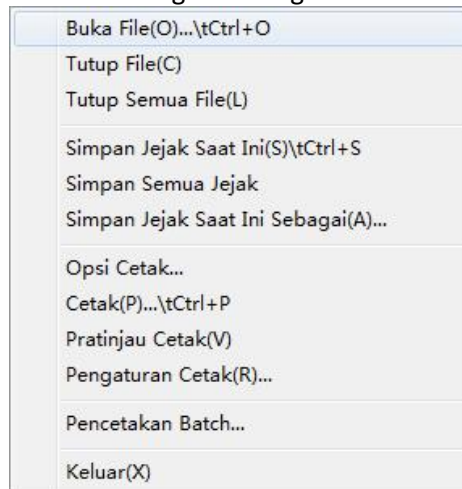 Buka File(O)...\tCtrl+O
Tutup File(C)
Tutup Semua File(L)
Simpan Jejak Saat Ini(S)\tCtrl+S
Simpan Semua Jejak
Simpan Jejak Saat Ini Sebagai(A)...
Opsi Cetak...
Cetak(P)...\tCtrl+P
Pratinjau Cetak(V)
Pengaturan Cetak(R)...
Pencetakan Batch...
Keluar(X)